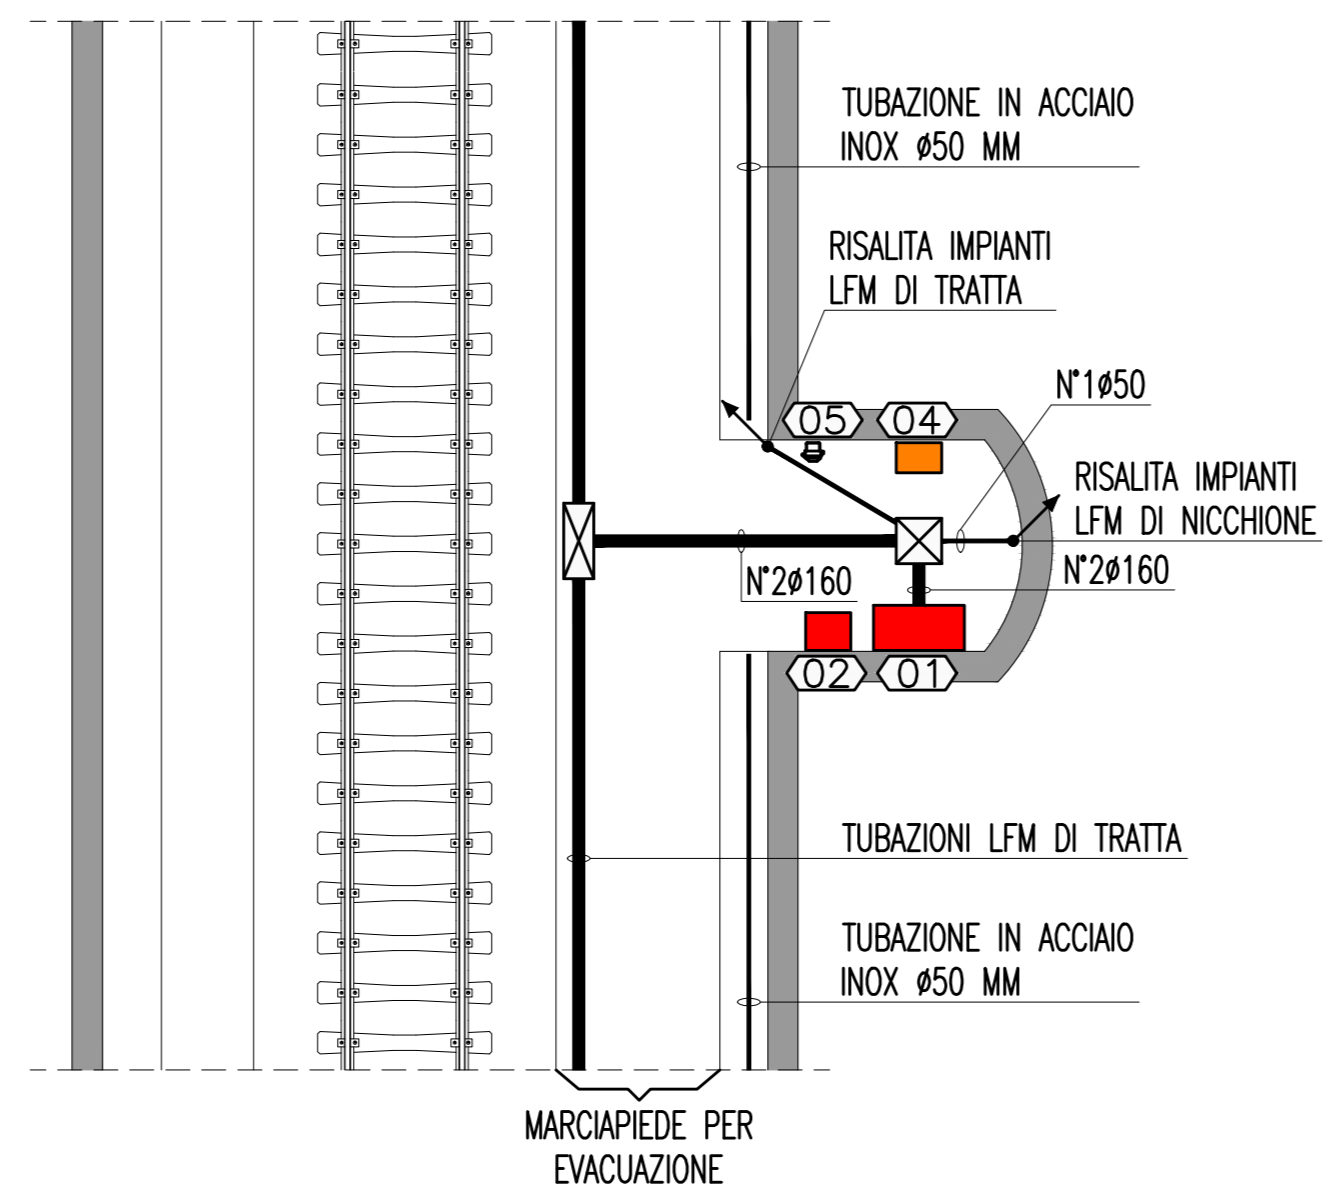 TUBAZIONE IN ACCIAIO
INOX ø50 MM
RISALITA IMPIANTI
LFM DI TRATTA
N°1ø50
05
04
RISALITA IMPIANTI
LFM DI NICCHIONE
N°2ø160
N°2ø160
02
01
TUBAZIONI LFM DI TRATTA
TUBAZIONE IN ACCIAIO
INOX ø50 MM
MARCIAPIEDE PER
EVACUAZIONE